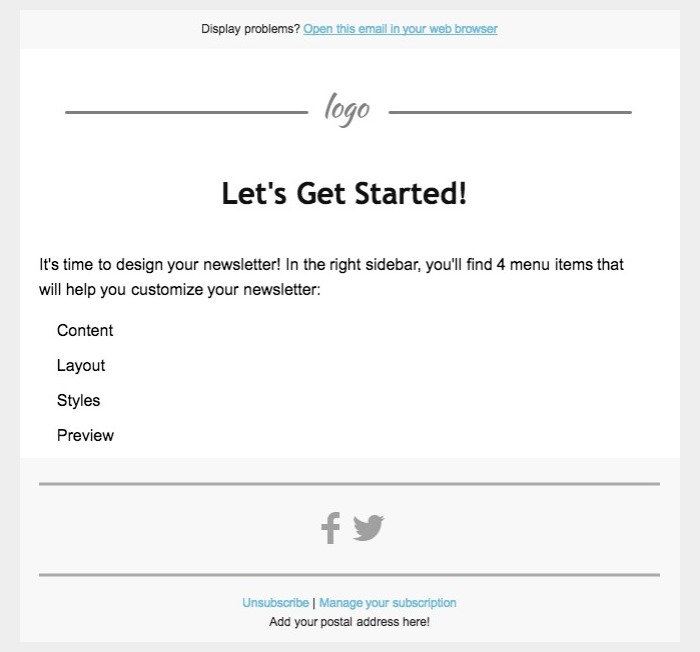 Display problems? Open this email in your web browser
logo
Let's Get Started!
It's time to design your newsletter! In the right sidebar, you'll find 4 menu items that
will help you customize your newsletter:
Content
Layout
Styles
Preview
Unsubscribe | Manage your subscription
Add your postal address here!